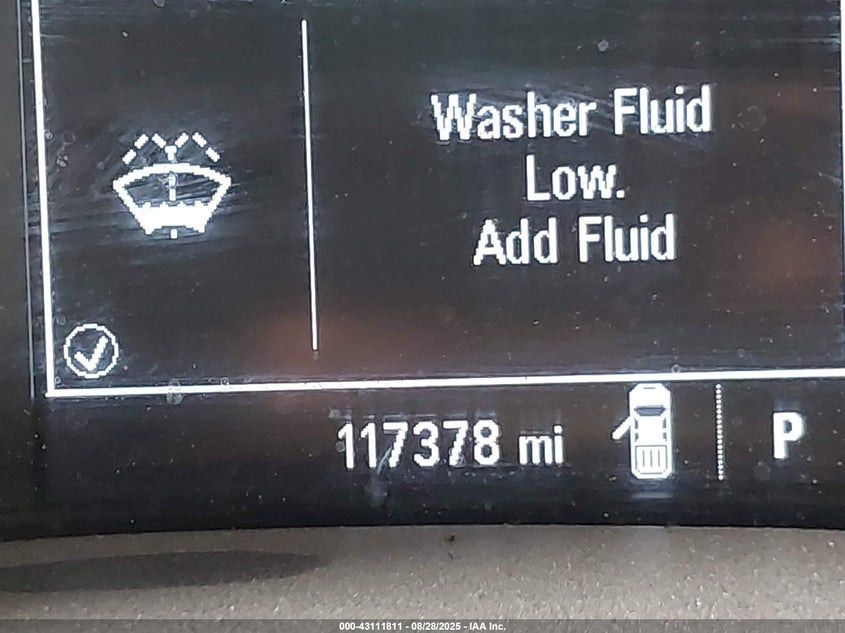 Washer Fluid
Low.
Add Fluid
117378 mi
P
000-43111811 - 08/28/2025 - IAA Inc.